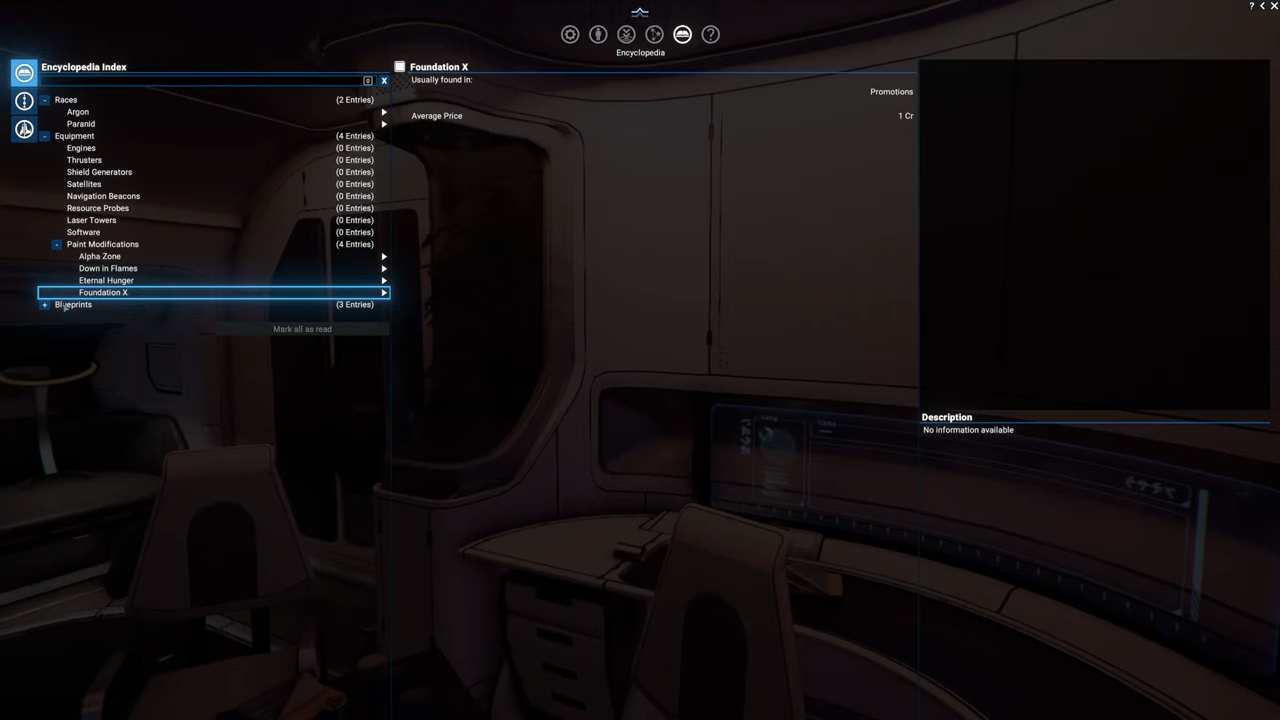 ? < X
Encyclopedia
Encyclopedia Index
X
Races (2 Entries)
Argon
Paranid
Equipment (4 Entries)
Engines (0 Entries)
Thrusters (0 Entries)
Shield Generators (0 Entries)
Satellites (0 Entries)
Navigation Beacons (0 Entries)
Resource Probes (0 Entries)
Laser Towers (0 Entries)
Software (0 Entries)
Paint Modifications (4 Entries)
Alpha Zone
Down in Flames
Eternal Hunger
Foundation X
Blueprints (3 Entries)
Mark all as read
Foundation X
Usually found in:
Promotions
Average Price 1 Cr
Description
No information available